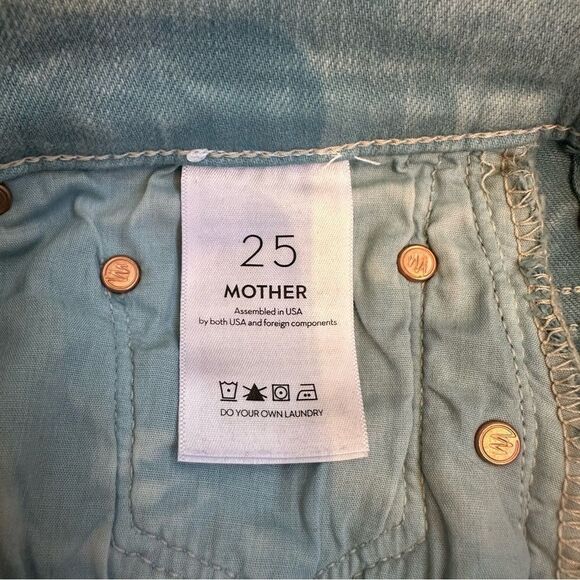 25
MOTHER
Assembled in USA
by both USA and foreign components
DO YOUR OWN LAUNDRY